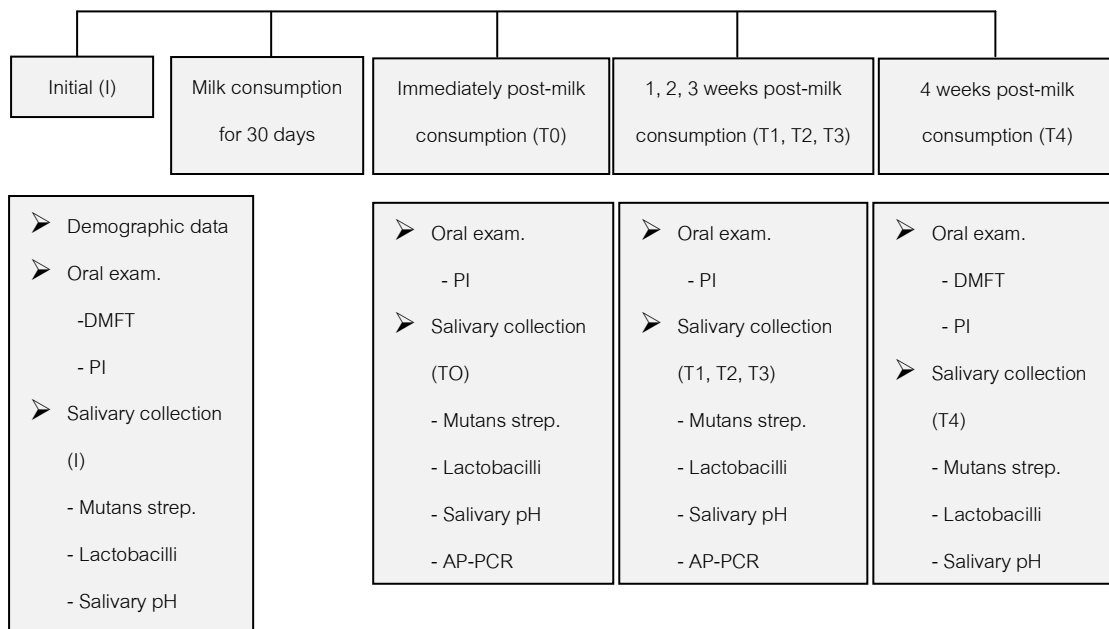 Initial (I)
Milk consumption
for 30 days
Immediately post-milk
consumption (T0)
1, 2, 3 weeks post-milk
consumption (T1, T2, T3)
4 weeks post-milk
consumption (T4)
➢ Demographic data
➢ Oral exam.
-DMFT
- PI
➢ Salivary collection
(I)
- Mutans strep.
- Lactobacilli
- Salivary pH
➢ Oral exam.
- PI
➢ Salivary collection
(TO)
- Mutans strep.
- Lactobacilli
- Salivary pH
- AP-PCR
➢ Oral exam.
- PI
➢ Salivary collection
(T1, T2, T3)
- Mutans strep.
- Lactobacilli
- Salivary pH
- AP-PCR
➢ Oral exam.
- DMFT
- PI
➢ Salivary collection
(T4)
- Mutans strep.
- Lactobacilli
- Salivary pH